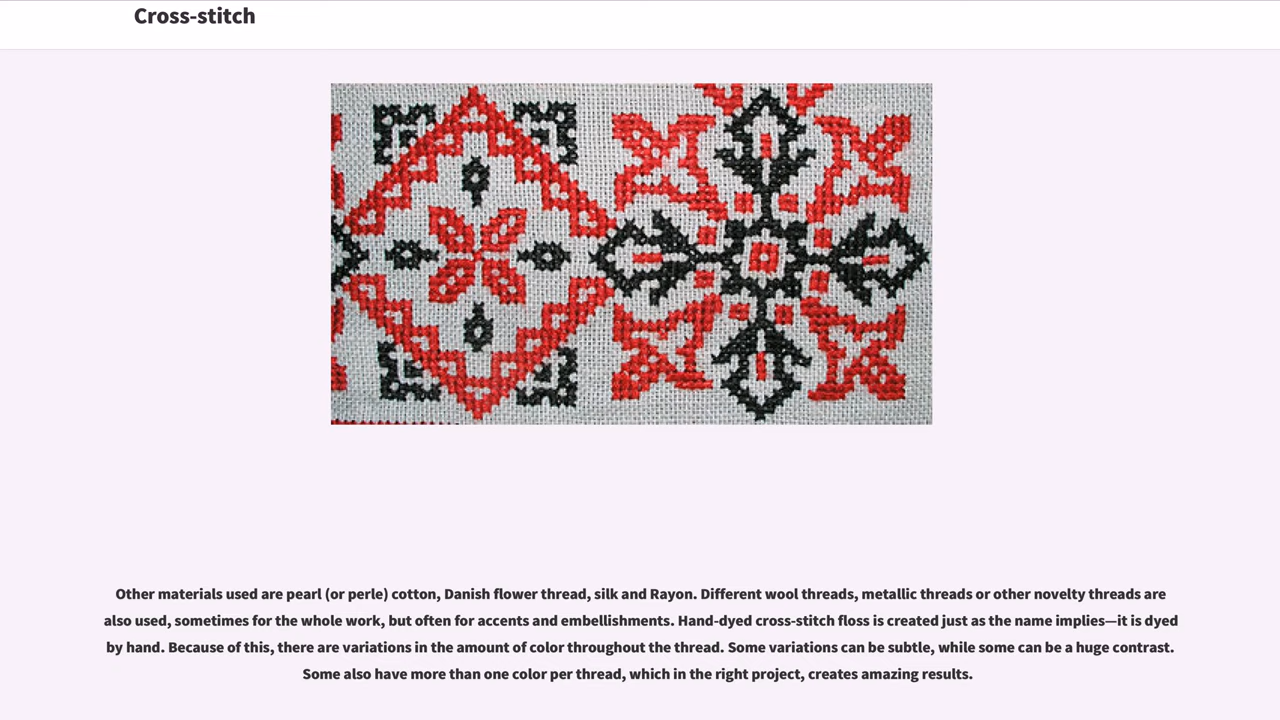 Cross-stitch
Other materials used are pearl (or perle) cotton, Danish flower thread, silk and Rayon. Different wool threads, metallic threads or other novelty threads are
also used, sometimes for the whole work, but often for accents and embellishments. Hand-dyed cross-stitch floss is created just as the name implies—it is dyed
by hand. Because of this, there are variations in the amount of color throughout the thread. Some variations can be subtle, while some can be a huge contrast.
Some also have more than one color per thread, which in the right project, creates amazing results.